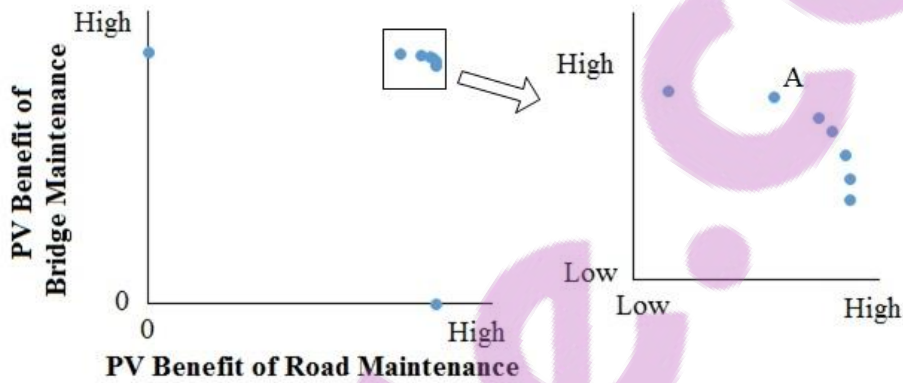 High
PV Benefit of
Bridge Maintenance
0
0
High
PV Benefit of Road Maintenance
High
A
Low
Low
High